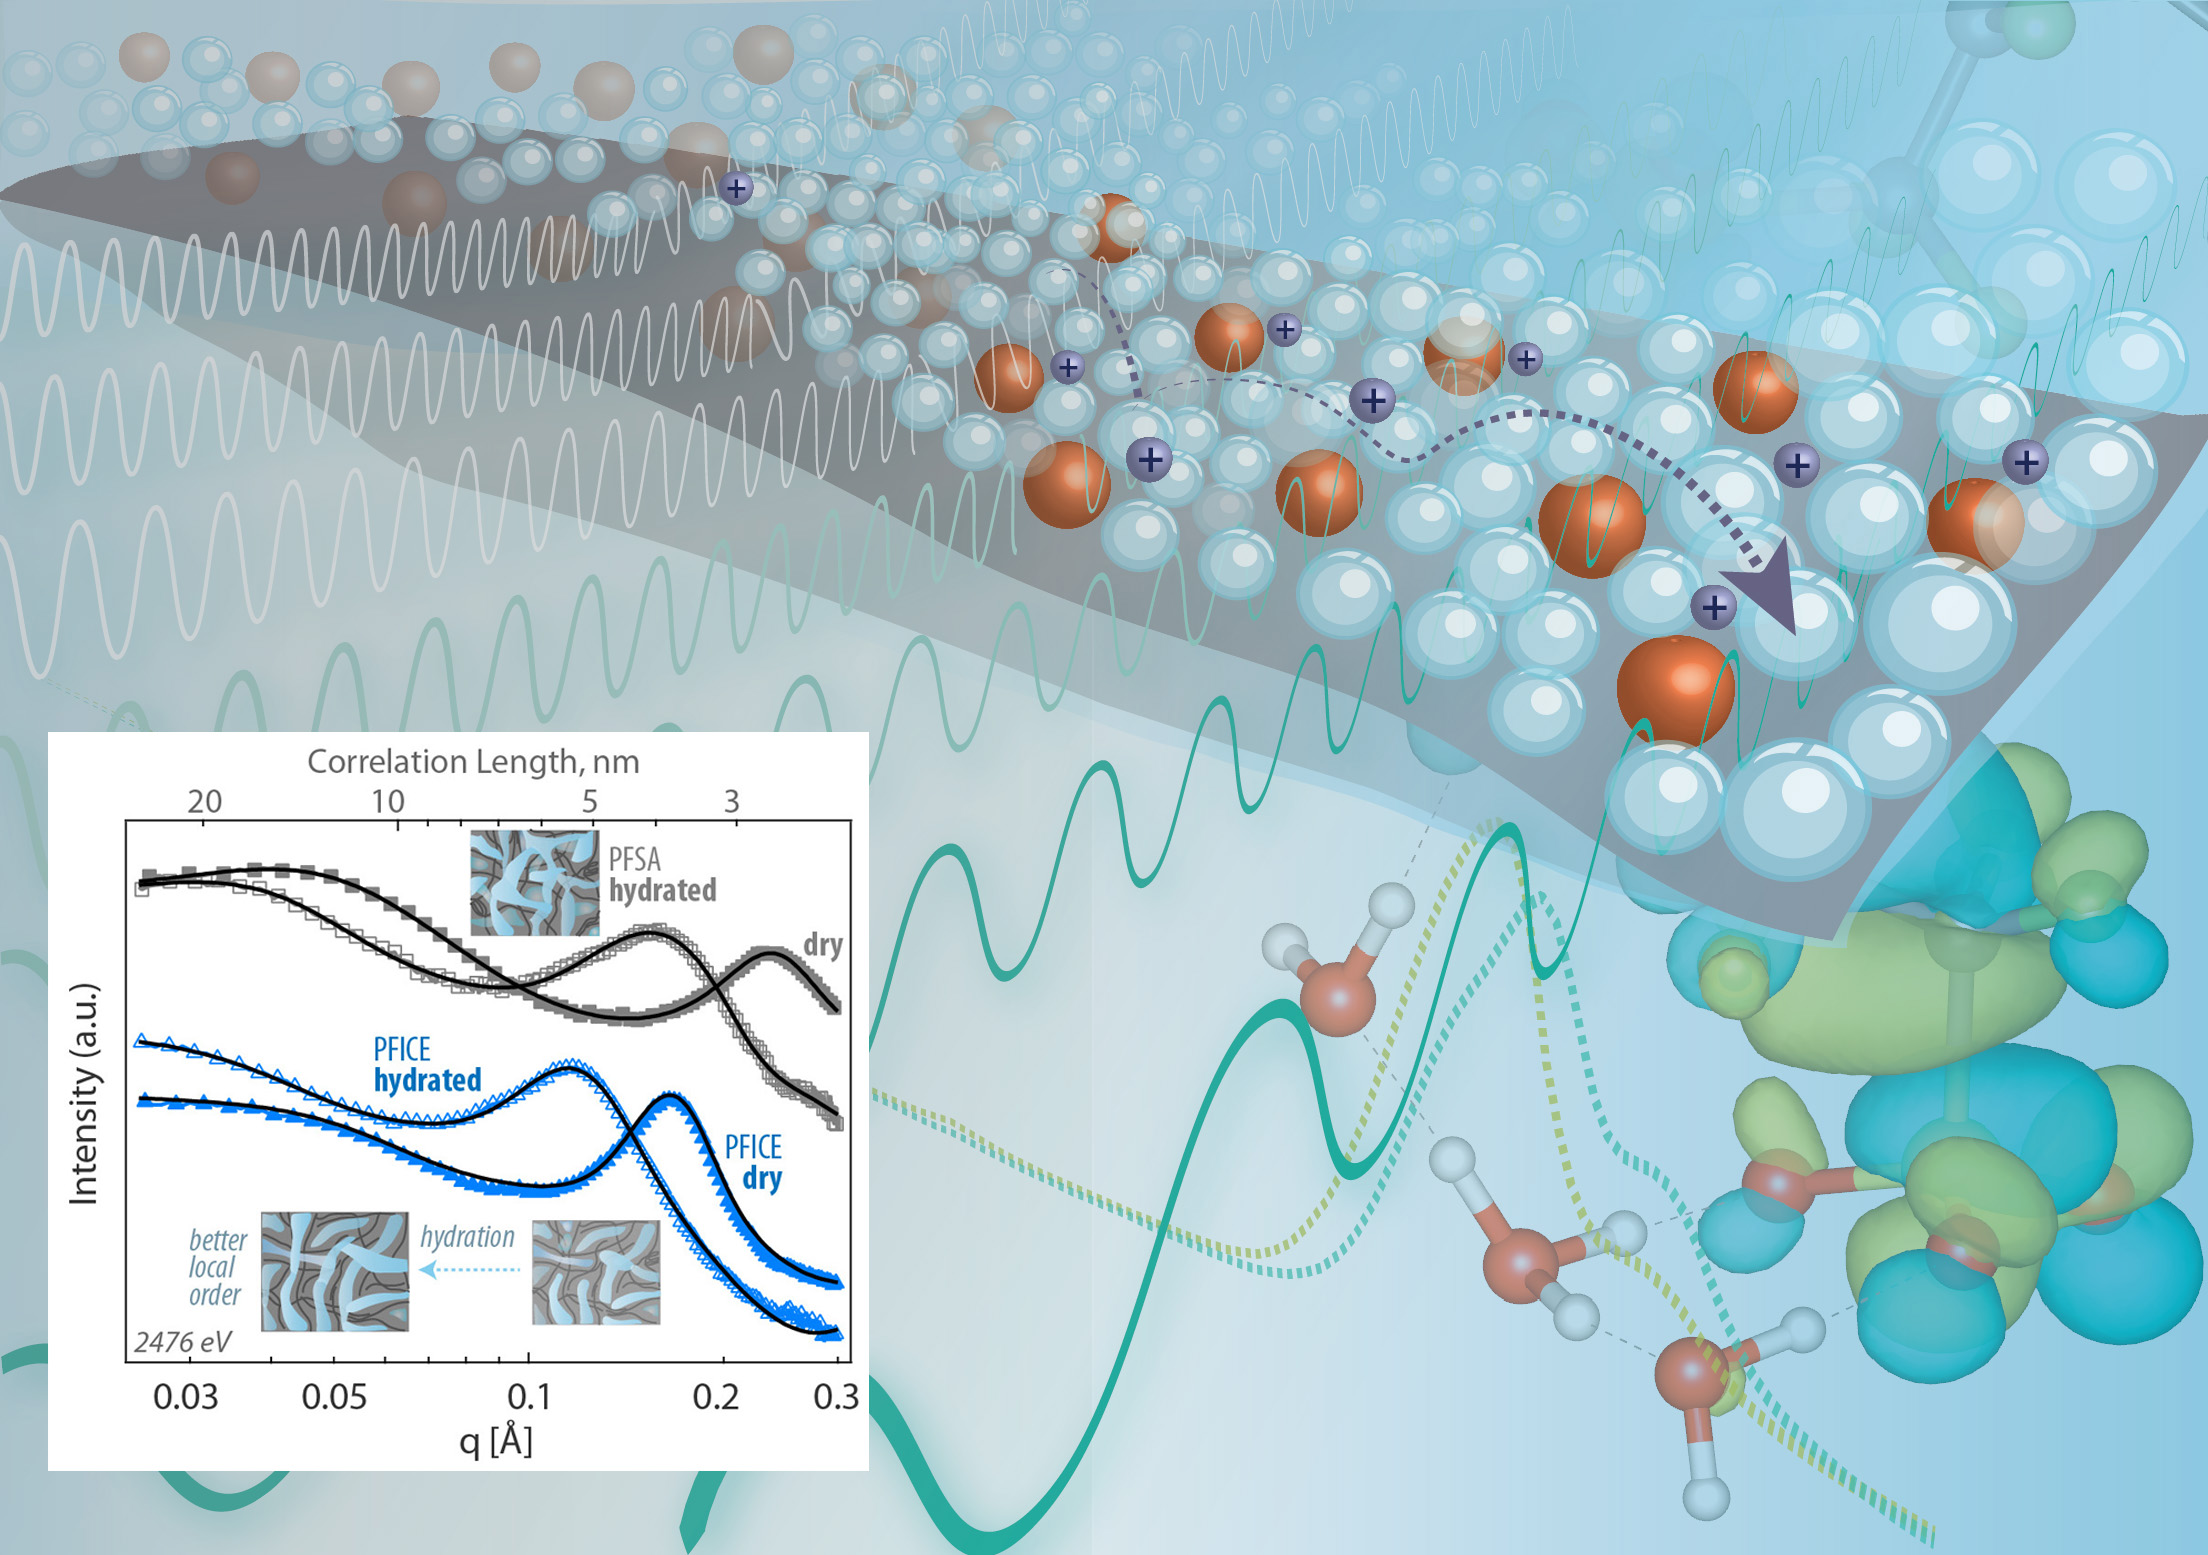 Correlation Length, nm
20 10 5 3
PFSA
hydrated
dry
Intensity (a.u.)
PFICE
hydrated
PFICE
dry
better
local
order
hydration
2476 eV
0.03 0.05 0.1 0.2 0.3
q [Å]
+
+
+
+
+
+
+
+
+